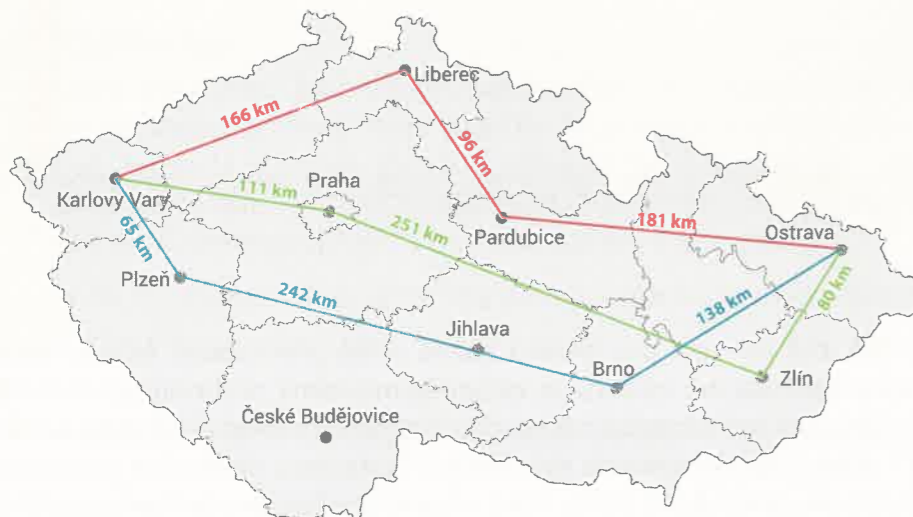 Liberec
166 km
96 km
Praha
111 km
Karlovy Vary
251 km
Pardubice
181 km
Ostrava
65 km
Plzeň
242 km
80 km
138 km
Jihlava
Brno
Zlín
České Budějovice